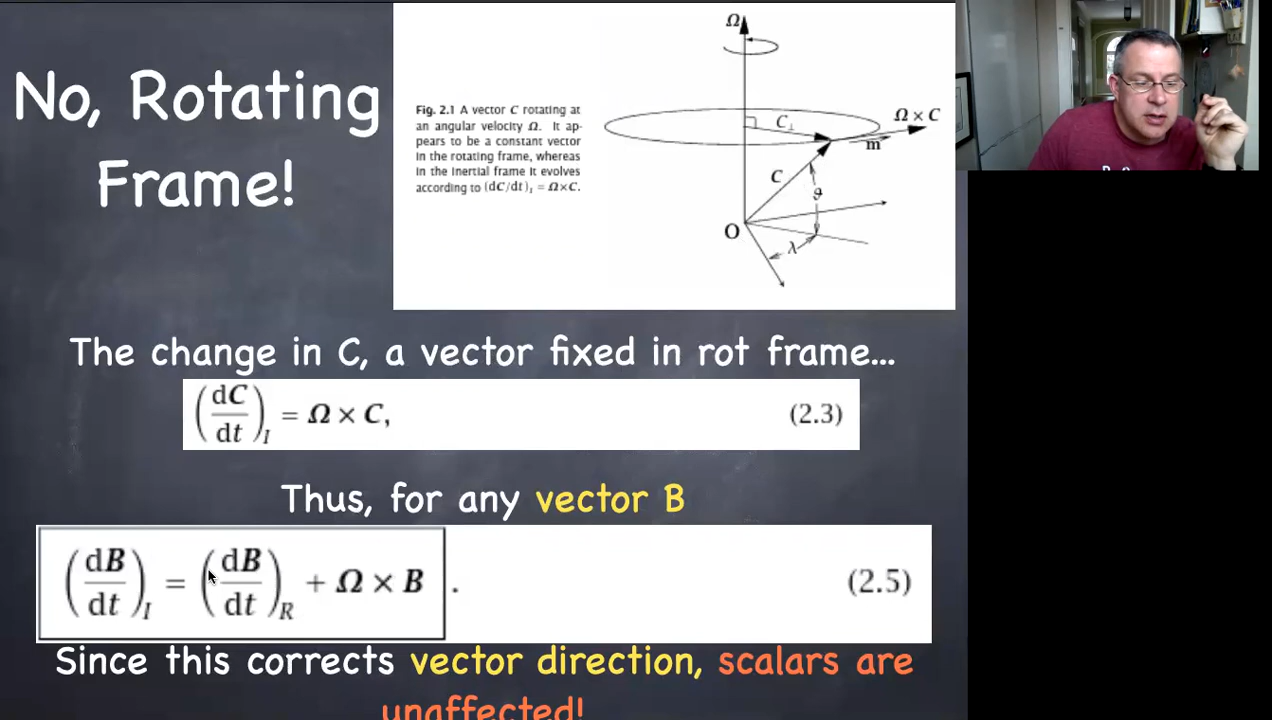 No, Rotating
Frame!
Fig. 2.1 A vector C rotating at
an angular velocity Ω. It ap-
pears to be a constant vector
in the rotating frame, whereas
in the inertial frame it evolves
according to (dC/dt)I = Ω×C.
Ω
C⊥
Ω × C
m
C
ϑ
O
λ
The change in C, a vector fixed in rot frame...
(dC/dt)I = Ω × C, (2.3)
Thus, for any vector B
(dB/dt)I = (dB/dt)R + Ω × B . (2.5)
Since this corrects vector direction, scalars are
unaffected!